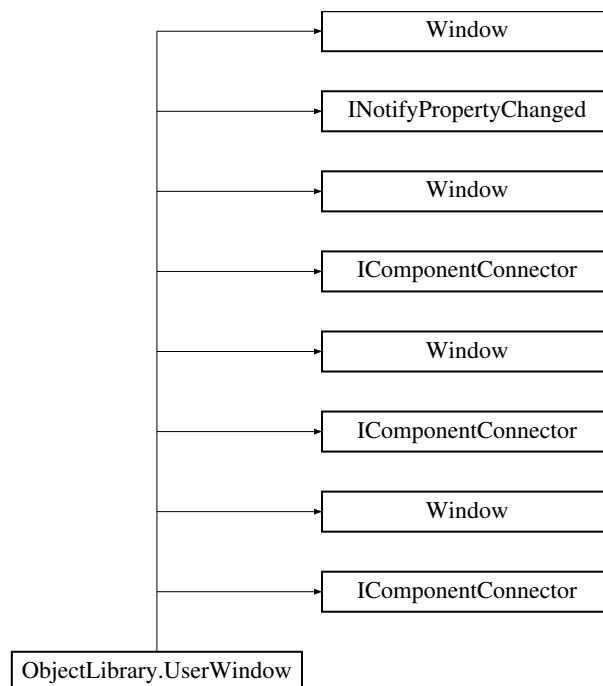 Window
INotifyPropertyChanged
Window
IComponentConnector
Window
IComponentConnector
Window
IComponentConnector
ObjectLibrary.UserWindow